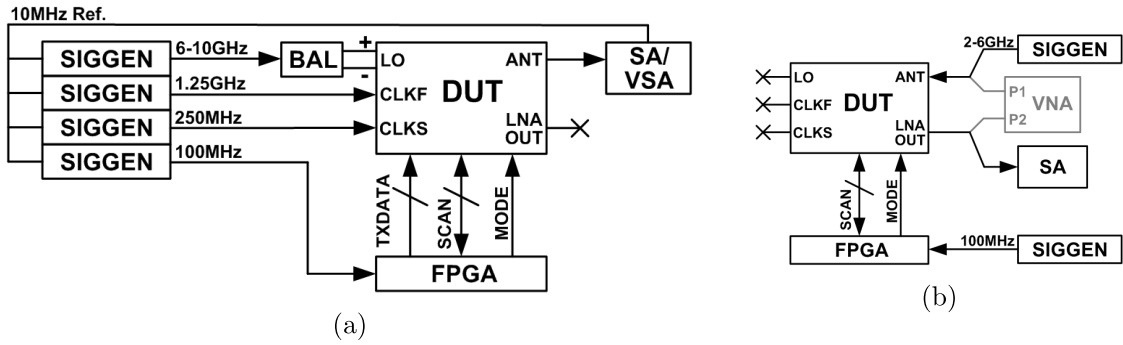 10MHz Ref.
SIGGEN 6-10GHz BAL + - LO ANT SA/ VSA
SIGGEN 1.25GHz CLKF DUT
SIGGEN 250MHz CLKS LNA OUT
SIGGEN 100MHz
TXDATA SCAN MODE
FPGA
(a)
2-6GHz SIGGEN
LO ANT P1 VNA
CLKF DUT P2
CLKS LNA OUT
SA
SCAN MODE
FPGA 100MHz SIGGEN
(b)